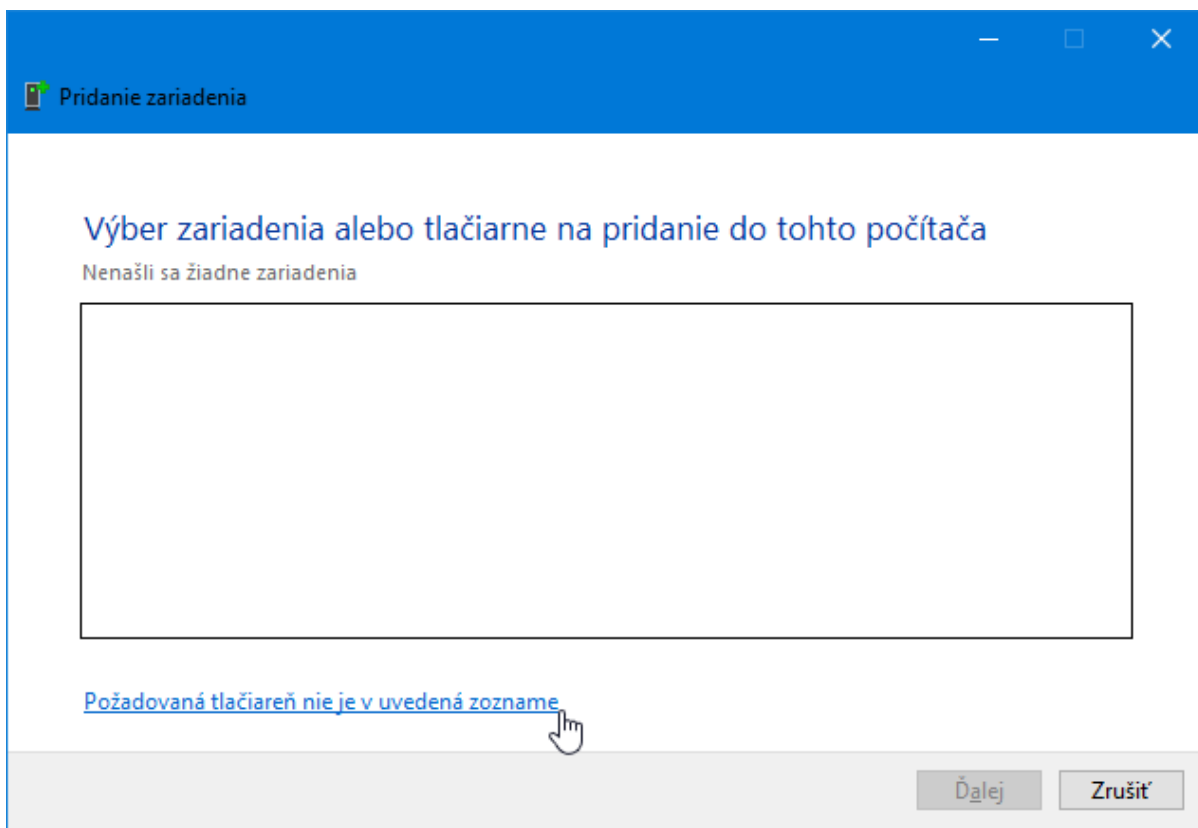 Pridanie zariadenia
Výber zariadenia alebo tlačiarne na pridanie do tohto počítača
Nenašli sa žiadne zariadenia
Požadovaná tlačiareň nie je v uvedená zozname
Ďalej
Zrušiť